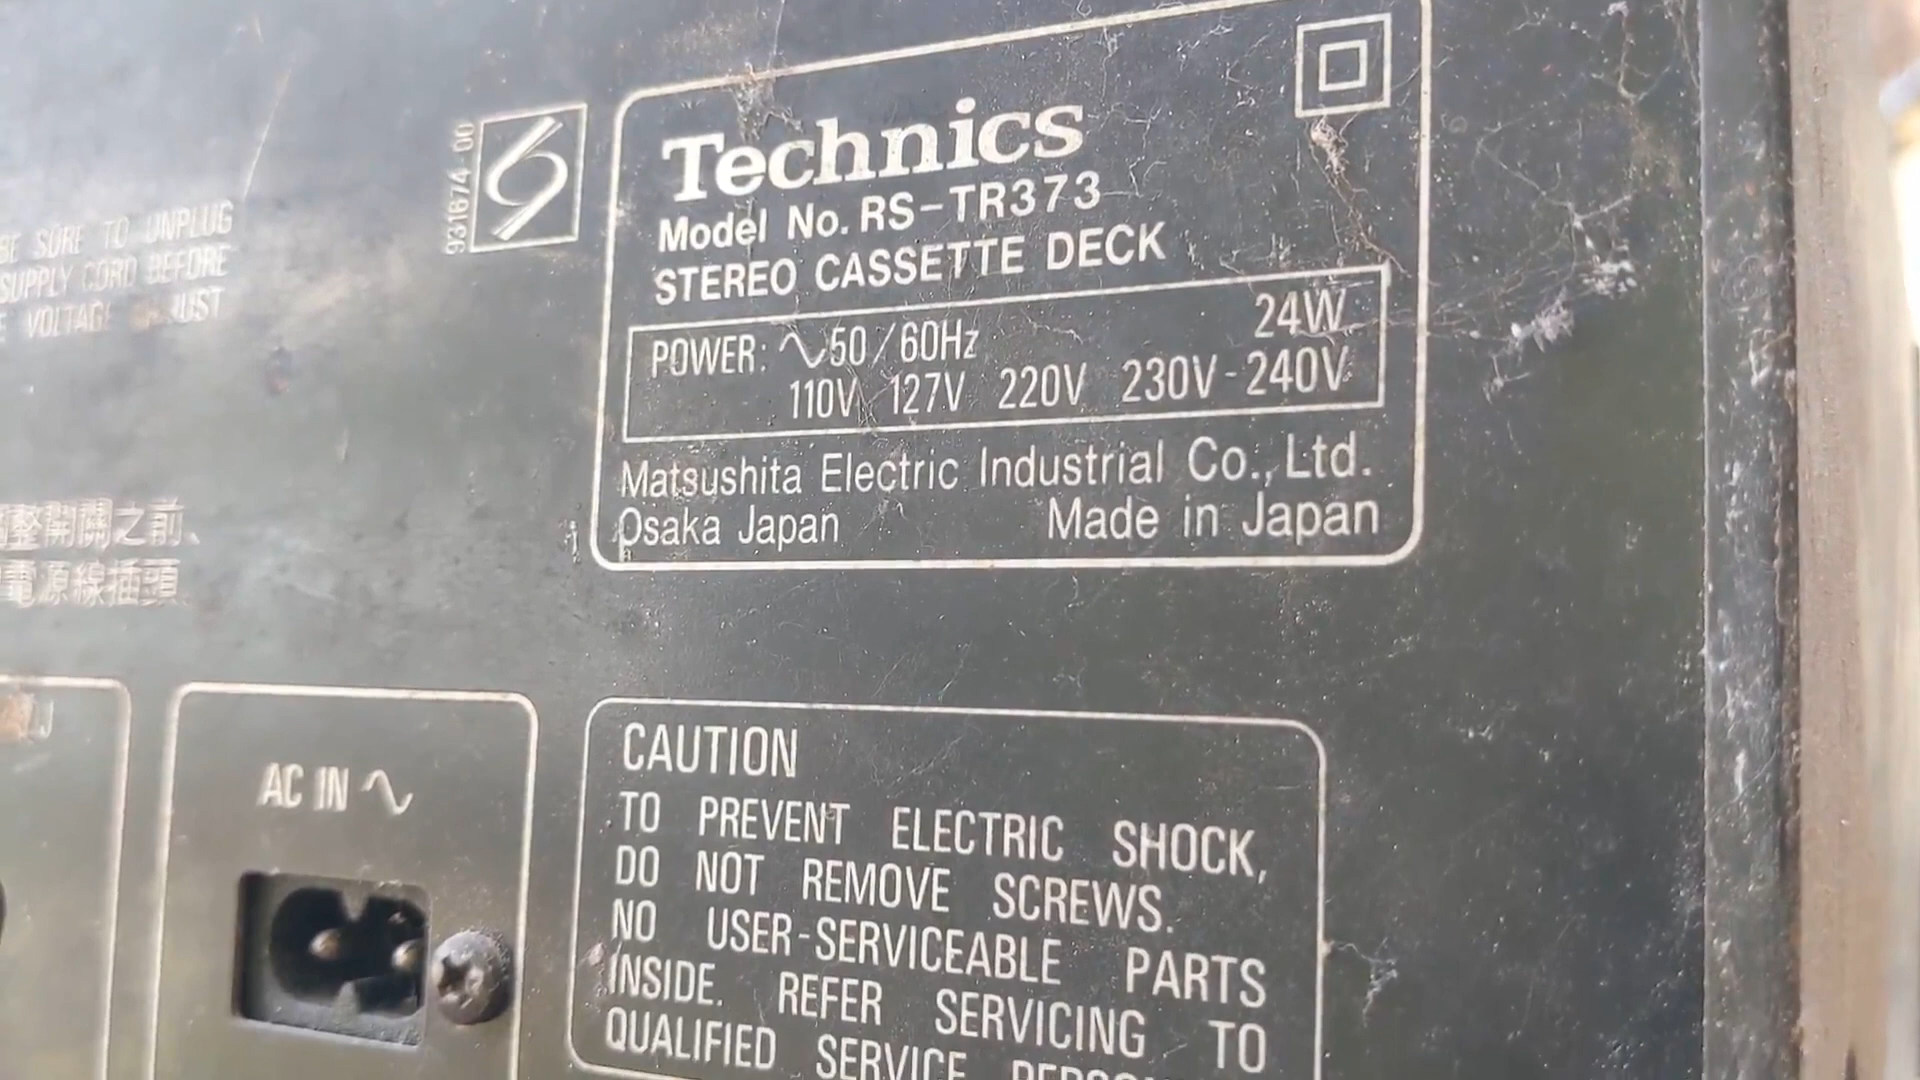 BE SURE TO UNPLUG
SUPPLY CORD BEFORE
VOLTAGE
整開關之前、
電源線插頭
931674-00
Technics
Model No. RS-TR373
STEREO CASSETTE DECK
POWER: ∿50/60Hz 24W
110V 127V 220V 230V-240V
Matsushita Electric Industrial Co., Ltd.
Osaka Japan Made in Japan
AC IN ∿
CAUTION
TO PREVENT ELECTRIC SHOCK,
DO NOT REMOVE SCREWS.
NO USER-SERVICEABLE PARTS
INSIDE. REFER SERVICING TO
QUALIFIED SERVICE